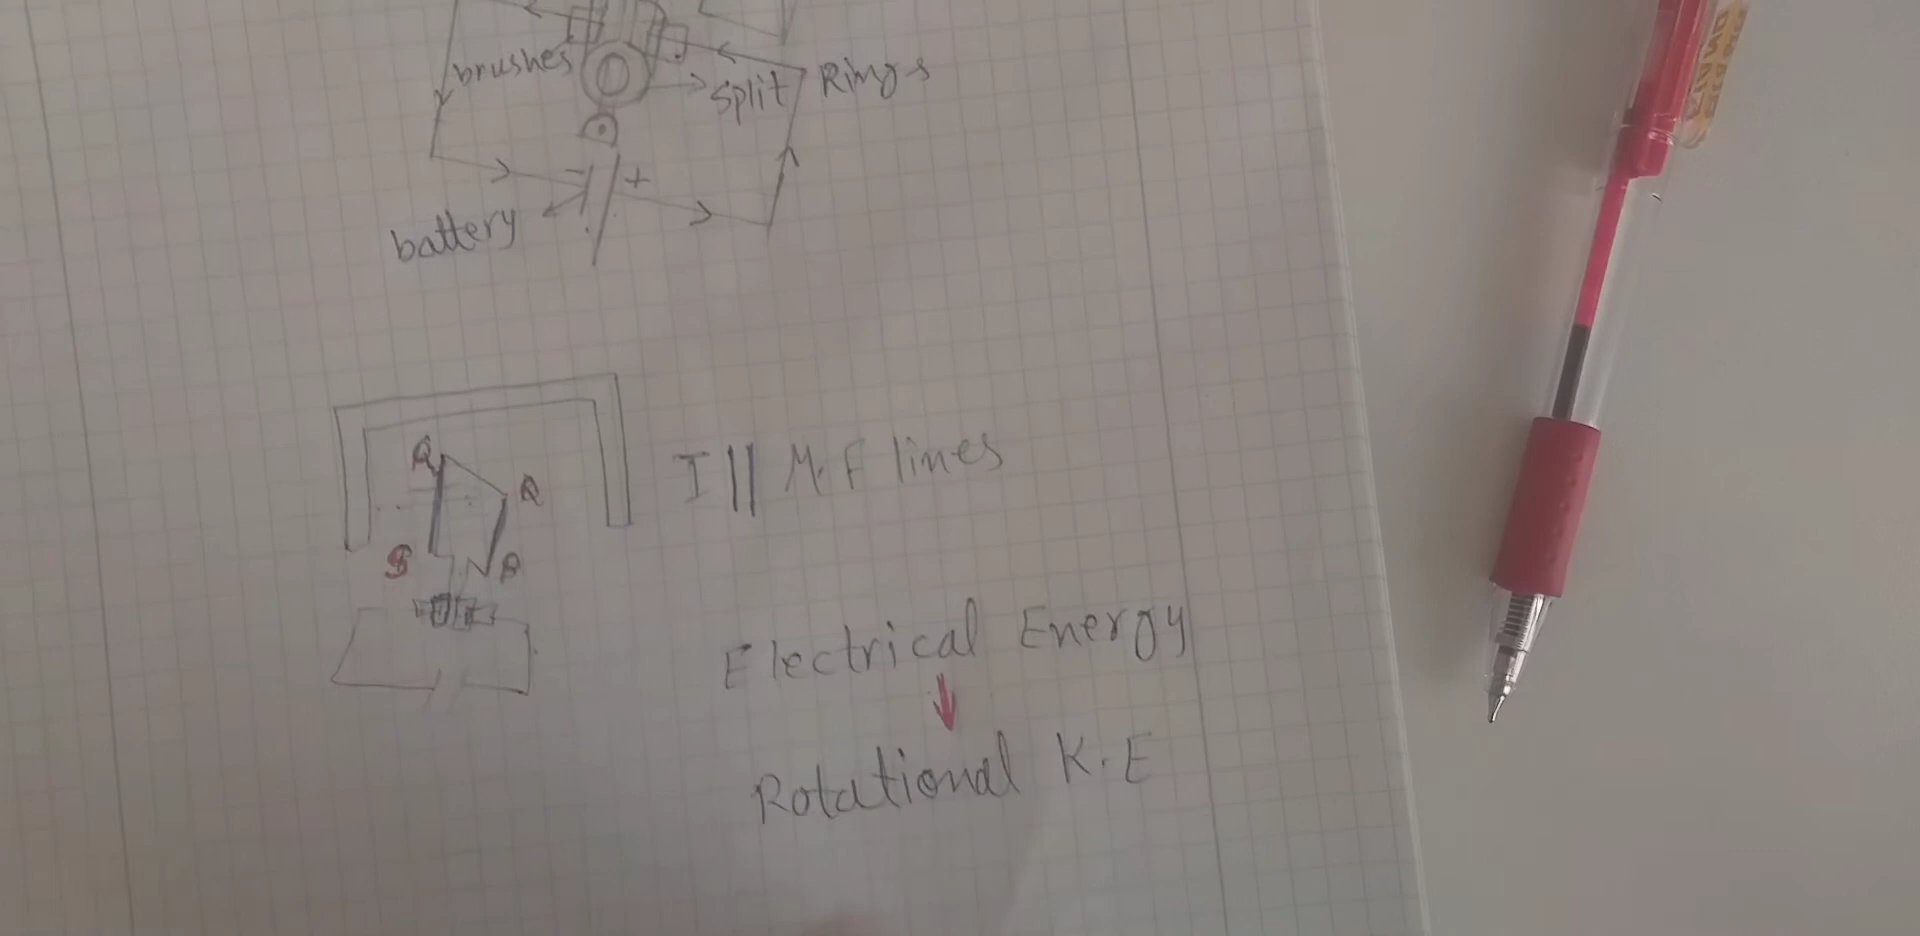 brushes
split Rings
- +
battery
I || M.F lines
Q
Q
S
Electrical Energy
Rotational K.E